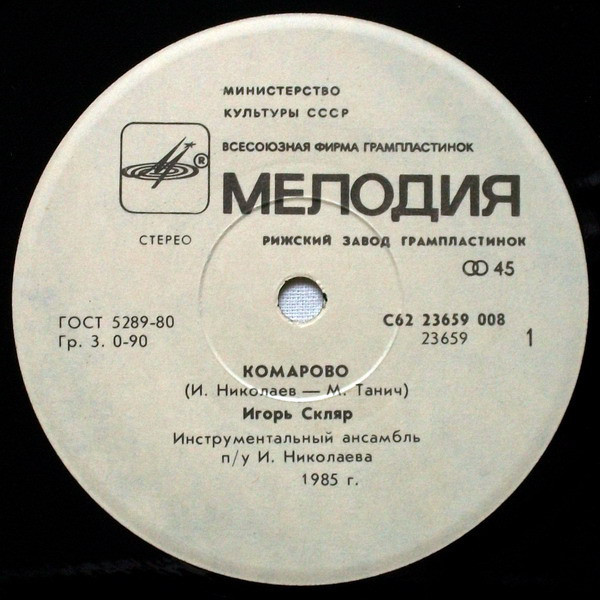 МИНИСТЕРСТВО
КУЛЬТУРЫ СССР
ВСЕСОЮЗНАЯ ФИРМА ГРАМПЛАСТИНОК
®
МЕЛОДИЯ
СТЕРЕО
РИЖСКИЙ ЗАВОД ГРАМПЛАСТИНОК
45
ГОСТ 5289-80
Гр. 3. 0-90
С62 23659 008
23659
1
КОМАРОВО
(И. Николаев — М. Танич)
Игорь Скляр
Инструментальный ансамбль
п/у И. Николаева
1985 г.